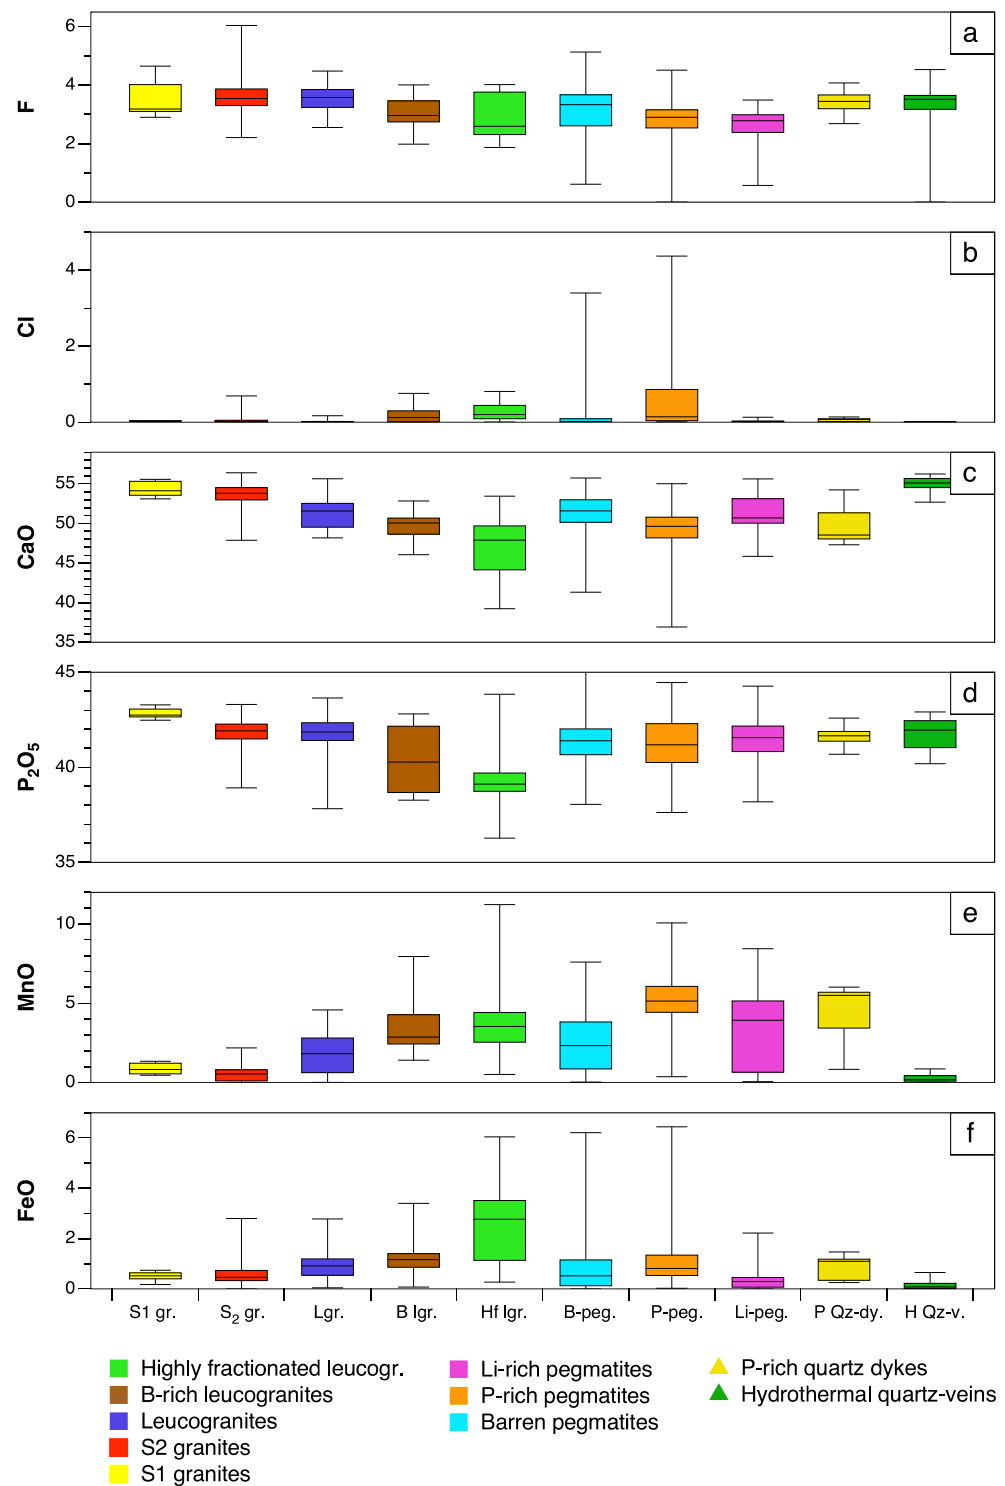 a
F
6
4
2
0
b
Cl
4
2
0
c
CaO
55
50
45
40
35
d
P₂O₅
45
40
35
e
MnO
10
5
0
f
FeO
6
4
2
0
S1 gr. S₂ gr. Lgr. B lgr. Hf lgr. B-peg. P-peg. Li-peg. P Qz-dy. H Qz-v.
Highly fractionated leucogr.
B-rich leucogranites
Leucogranites
S2 granites
S1 granites
Li-rich pegmatites
P-rich pegmatites
Barren pegmatites
P-rich quartz dykes
Hydrothermal quartz-veins